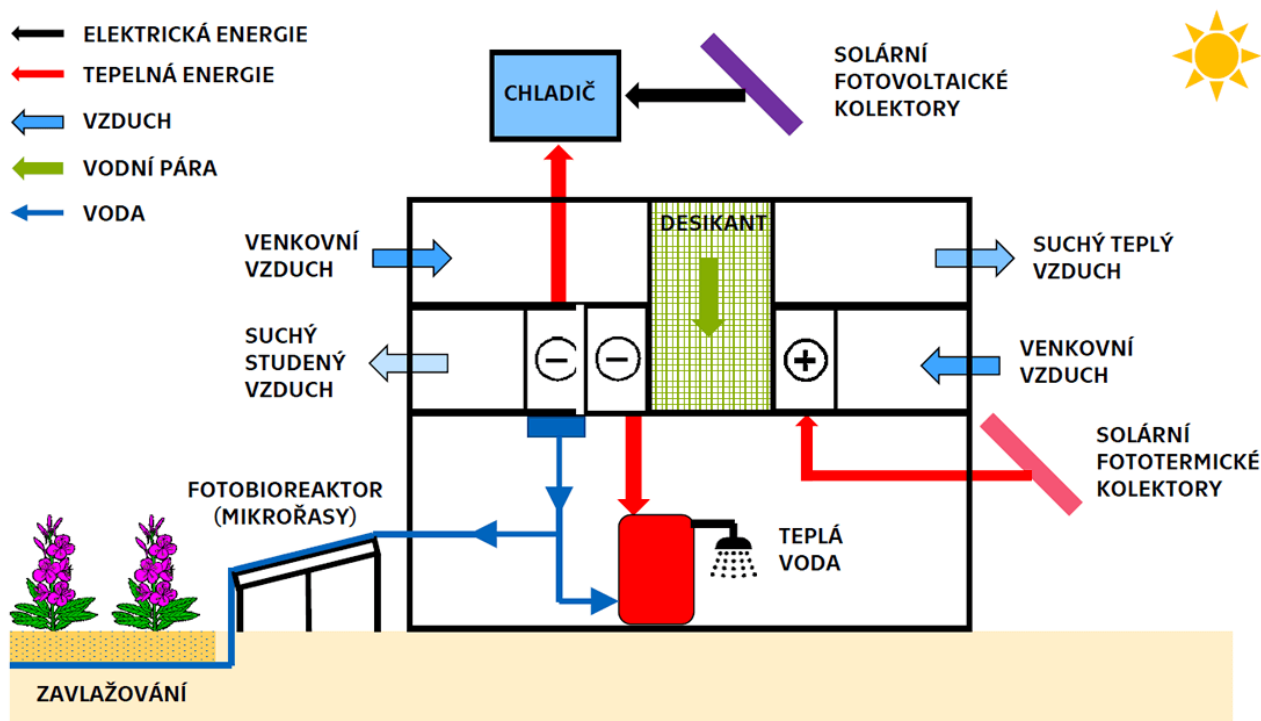 ELEKTRICKÁ ENERGIE
TEPELNÁ ENERGIE
VZDUCH
VODNÍ PÁRA
VODA
CHLADIČ
SOLÁRNÍ
FOTOVOLTAICKÉ
KOLEKTORY
DESIKANT
VENKOVNÍ
VZDUCH
SUCHÝ TEPLÝ
VZDUCH
SUCHÝ
STUDENÝ
VZDUCH
VENKOVNÍ
VZDUCH
SOLÁRNÍ
FOTOTERMICKÉ
KOLEKTORY
FOTOBIOREAKTOR
(MIKROŘASY)
TEPLÁ
VODA
ZAVLAŽOVÁNÍ